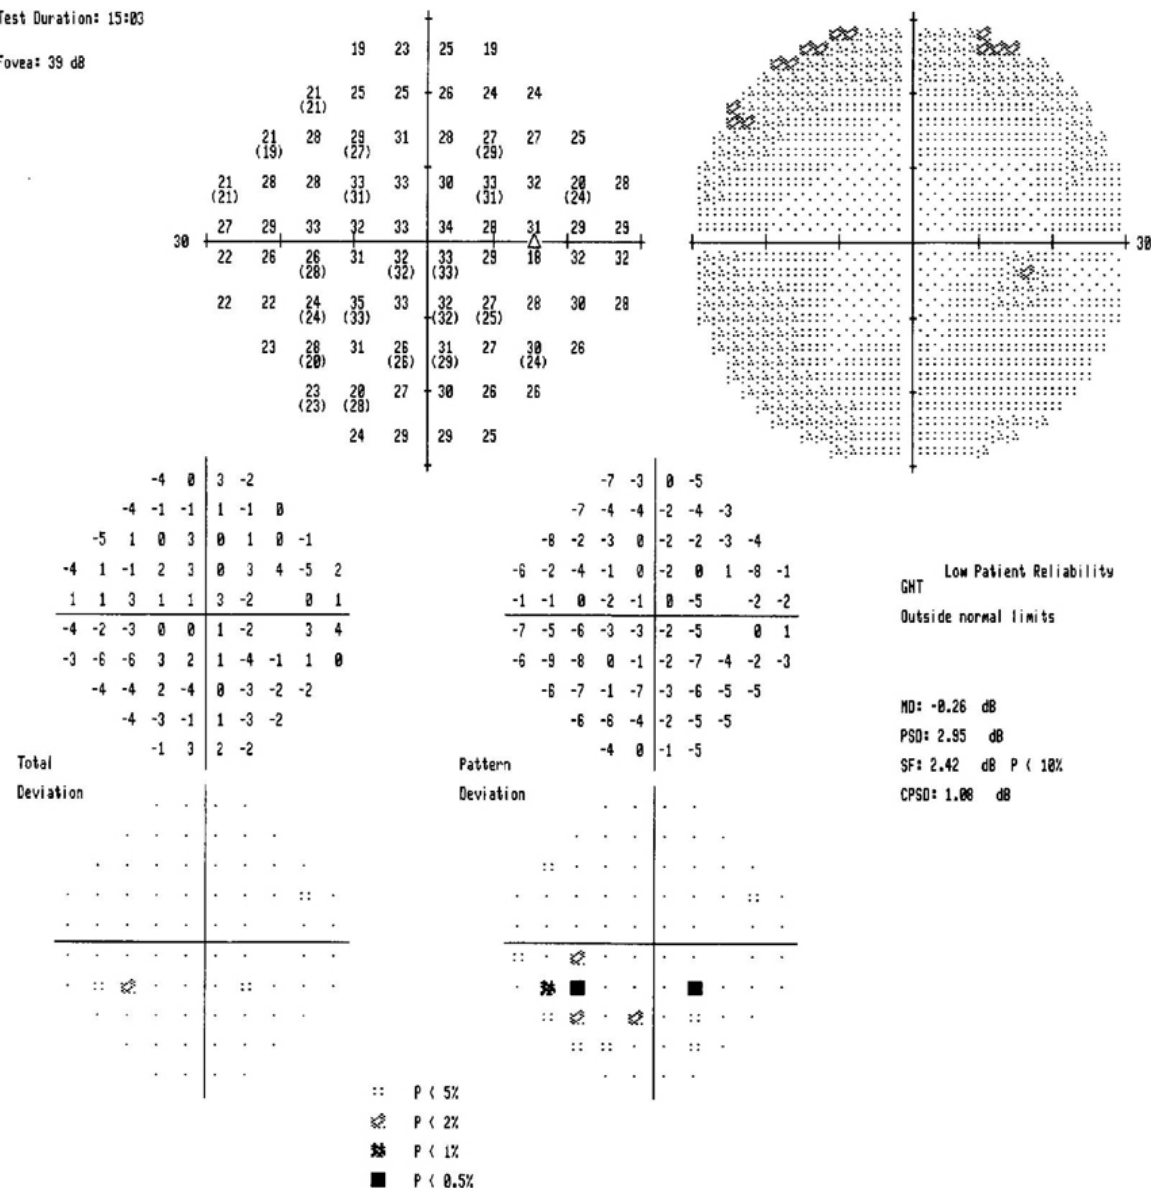 Test Duration: 15:03
Fovea: 39 dB
19 23 25 19
21 25 25 26 24 24
(21)
21 28 29 31 28 27 27 25
(19) (27) (29)
21 28 28 33 33 30 33 32 20 28
(21) (31) (31) (24)
27 29 33 32 33 34 28 31 29 29
30 30
22 26 26 31 32 33 29 18 32 32
(28) (32) (33)
22 22 24 35 33 32 27 28 30 28
(24) (33) (32) (25)
23 28 31 26 31 27 30 26
(20) (26) (29) (24)
23 20 27 30 26 26
(23) (28)
24 29 29 25
-4 0 3 -2
-4 -1 -1 1 -1 0
-5 1 0 3 0 1 0 -1
-4 1 -1 2 3 0 3 4 -5 2
1 1 3 1 1 3 -2 0 1
-4 -2 -3 0 0 1 -2 3 4
-3 -6 -6 3 2 1 -4 -1 1 0
-4 -4 2 -4 0 -3 -2 -2
-4 -3 -1 1 -3 -2
-1 3 2 -2
Total
Deviation
-7 -3 0 -5
-7 -4 -4 -2 -4 -3
-8 -2 -3 0 -2 -2 -3 -4
-6 -2 -4 -1 0 -2 0 1 -8 -1
-1 -1 0 -2 -1 0 -5 -2 -2
-7 -5 -6 -3 -3 -2 -5 0 1
-6 -9 -8 0 -1 -2 -7 -4 -2 -3
-6 -7 -1 -7 -3 -6 -5 -5
-6 -6 -4 -2 -5 -5
-4 0 -1 -5
Pattern
Deviation
Low Patient Reliability
GHT
Outside normal limits
MD: -0.26 dB
PSD: 2.95 dB
SF: 2.42 dB P < 10%
CPSD: 1.08 dB
P < 5%
P < 2%
P < 1%
P < 0.5%